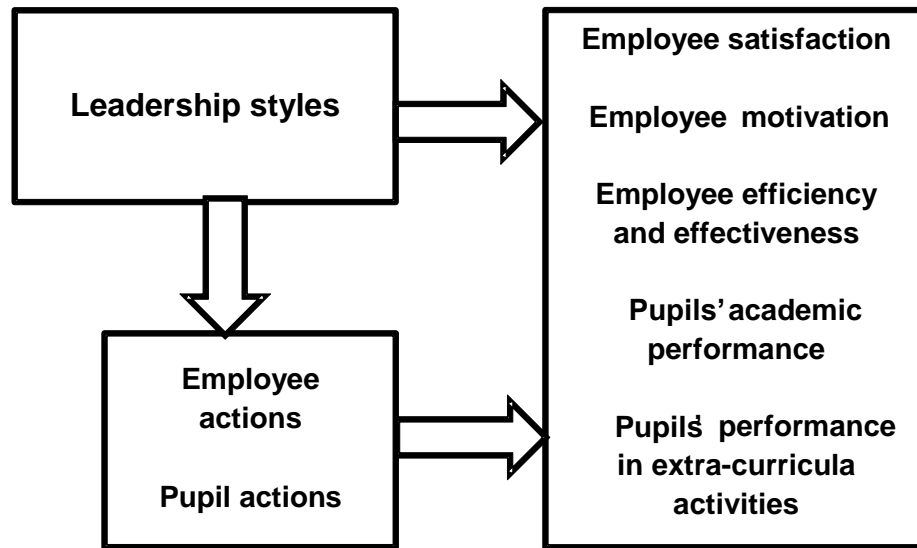 Leadership styles
Employee actions
Pupil actions
Employee satisfaction
Employee motivation
Employee efficiency
and effectiveness
Pupils' academic
performance
Pupils' performance
in extra-curricula
activities